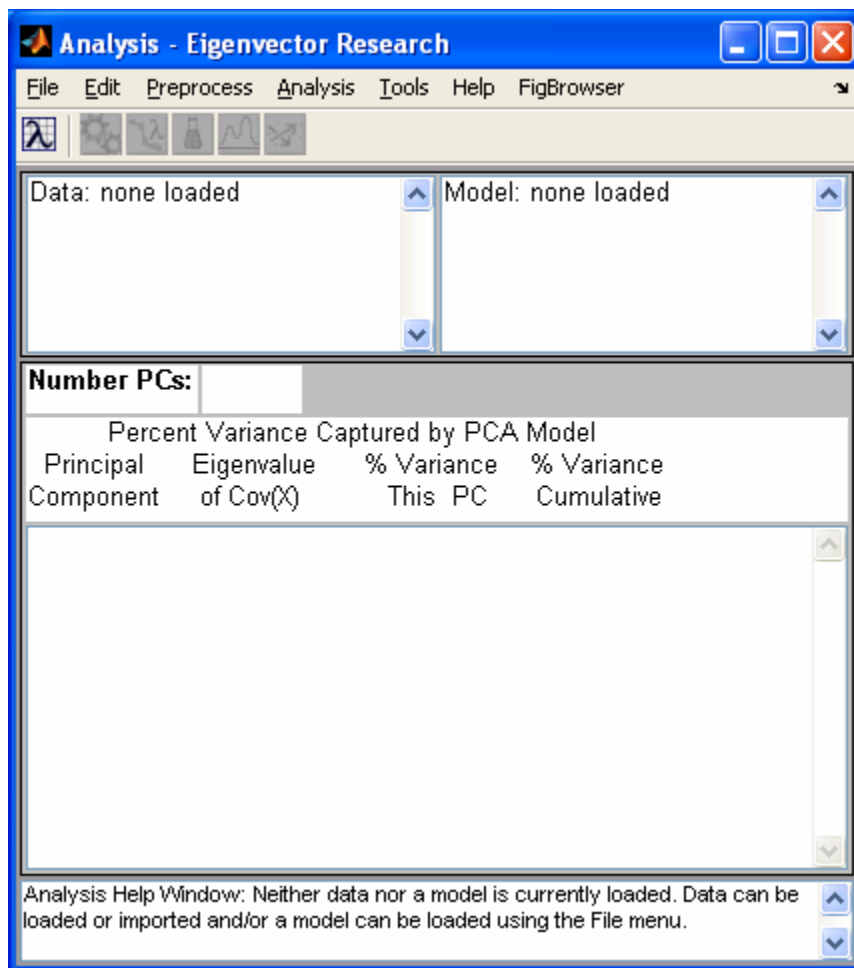 Analysis - Eigenvector Research
File Edit Preprocess Analysis Tools Help FigBrowser
Data: none loaded
Model: none loaded
Number PCs:
Percent Variance Captured by PCA Model
Principal Eigenvalue % Variance % Variance
Component of Cov(X) This PC Cumulative
Analysis Help Window: Neither data nor a model is currently loaded. Data can be
loaded or imported and/or a model can be loaded using the File menu.